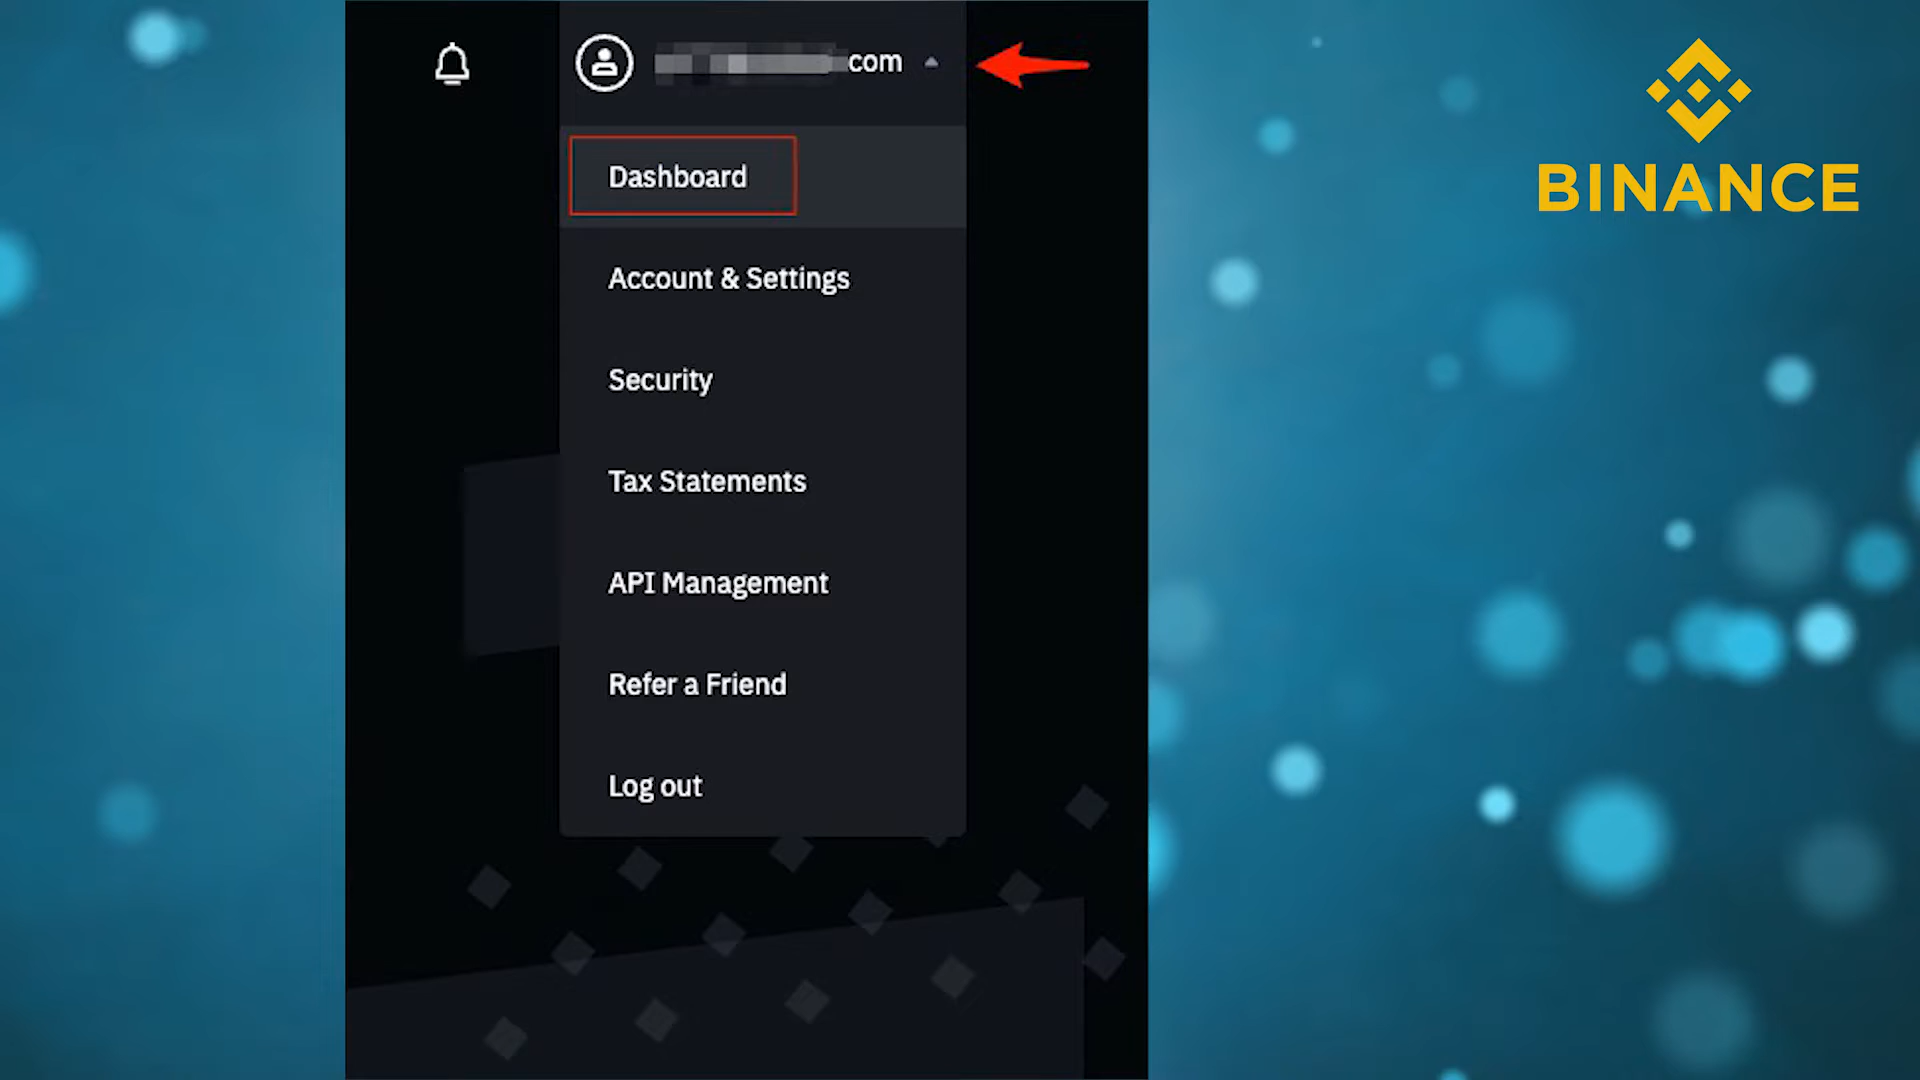 com
Dashboard
Account & Settings
Security
Tax Statements
API Management
Refer a Friend
Log out
BINANCE